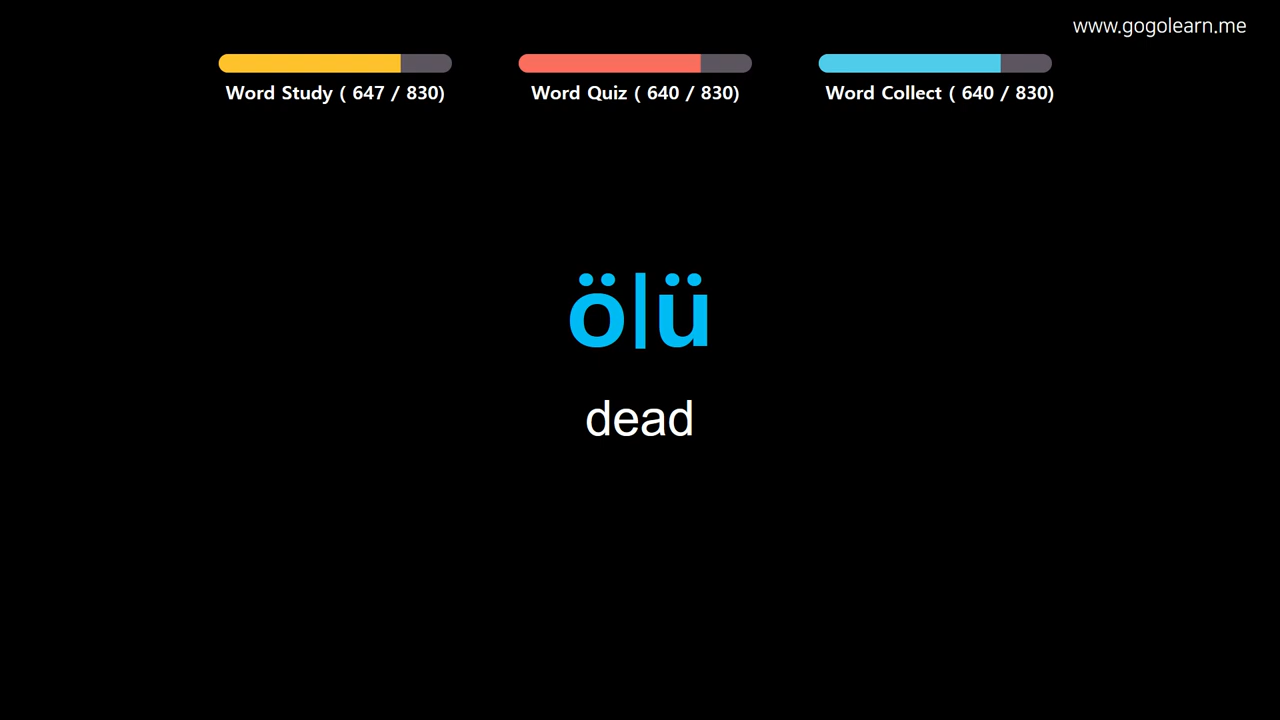 www.gogolearn.me
Word Study ( 647 / 830)
Word Quiz ( 640 / 830)
Word Collect ( 640 / 830)
ölü
dead